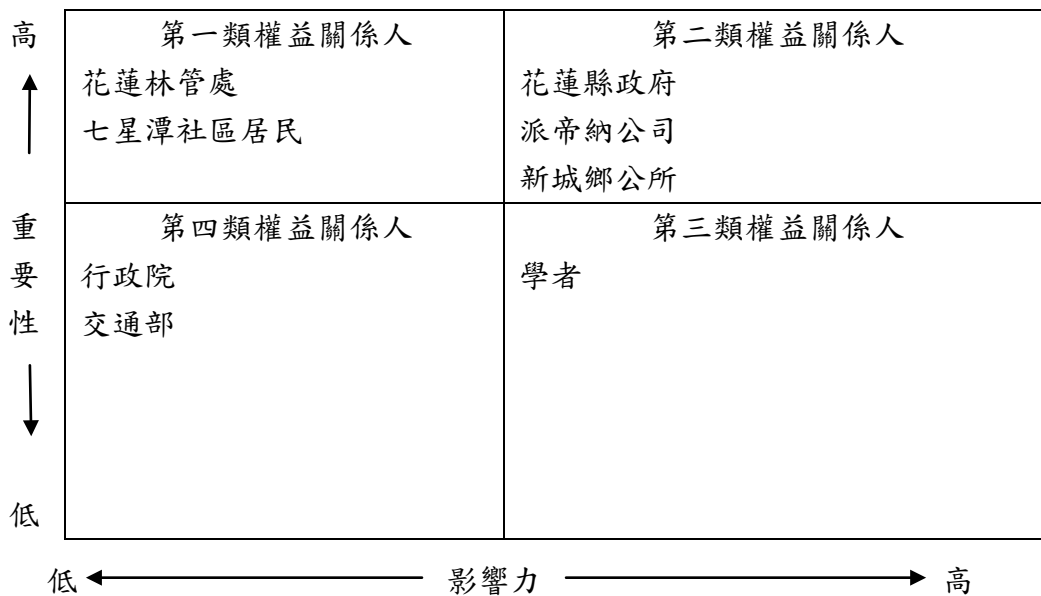 高
第一類權益關係人
第二類權益關係人
花蓮林管處
花蓮縣政府
七星潭社區居民
派帝納公司
新城鄉公所
重
要
性
第四類權益關係人
第三類權益關係人
行政院
學者
交通部
低
低 影響力 高